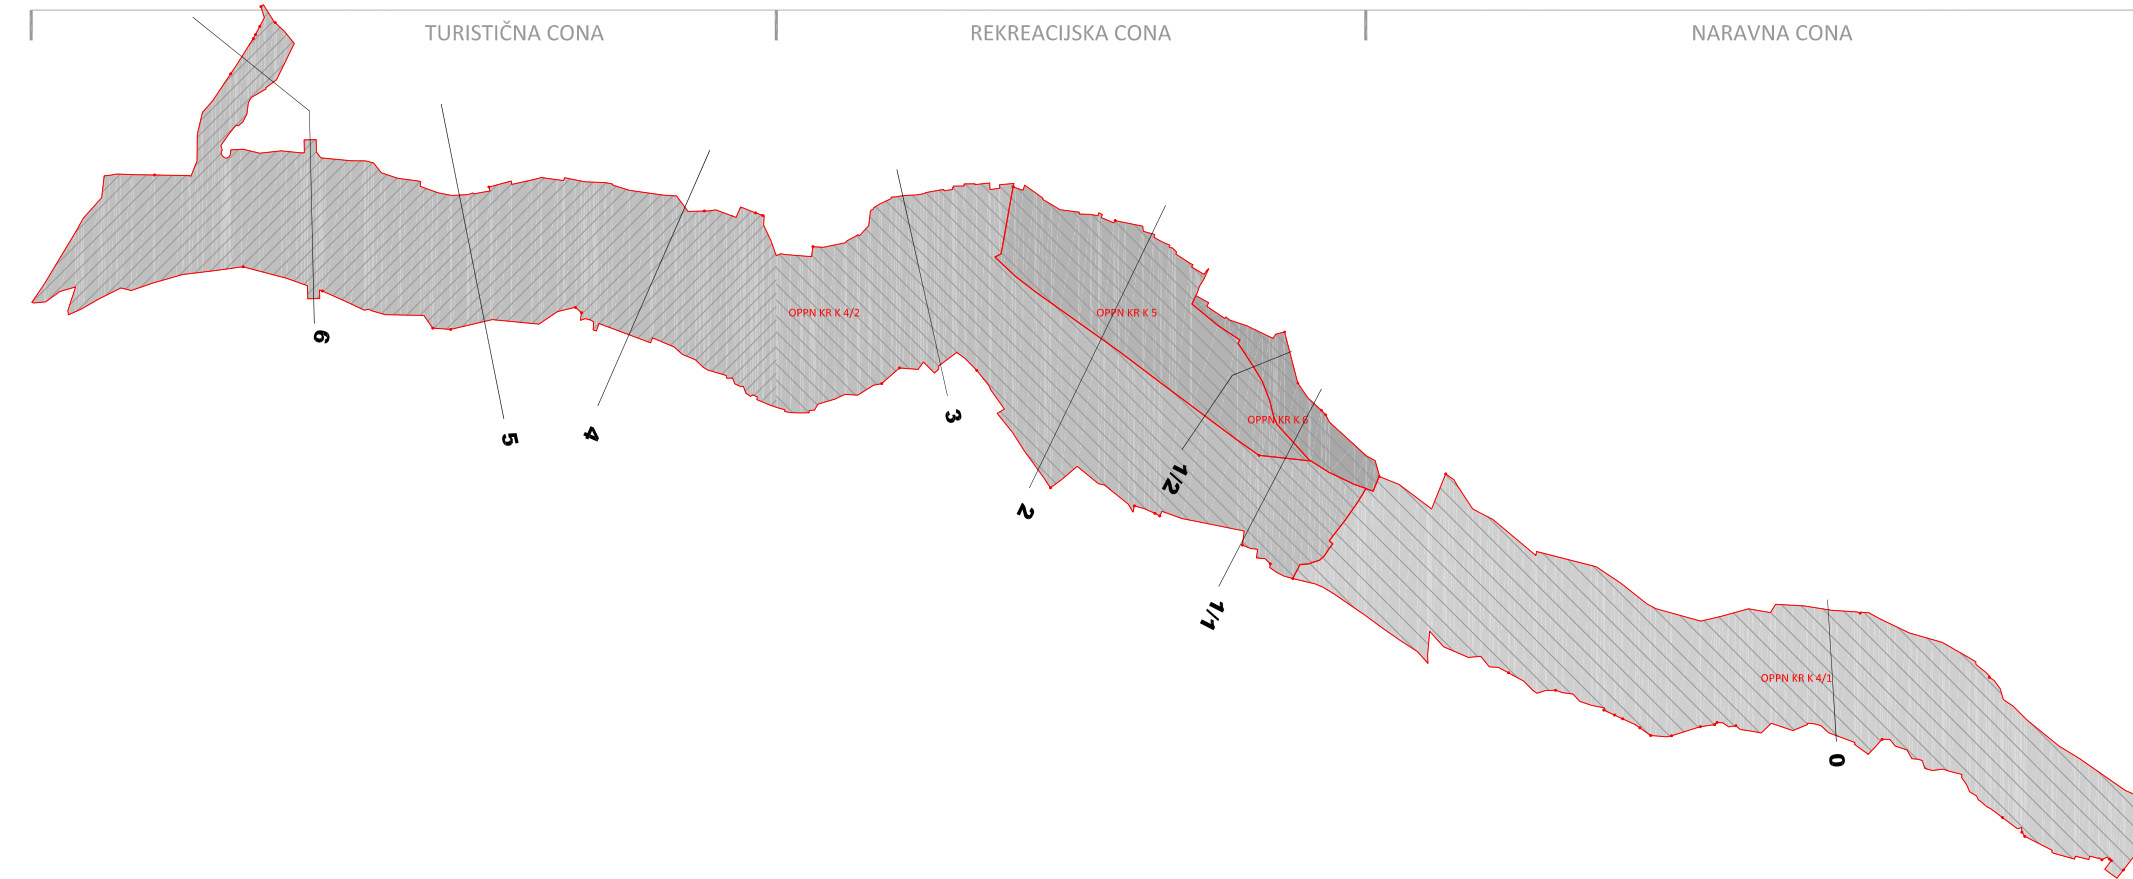 TURISTIČNA CONA
REKREACIJSKA CONA
NARAVNA CONA
OPPN KR K 4/2
OPPN KR K 5
6
3
OPPN KR K 6
5
4
1/2
2
1/1
OPPN KR K 4/1
0